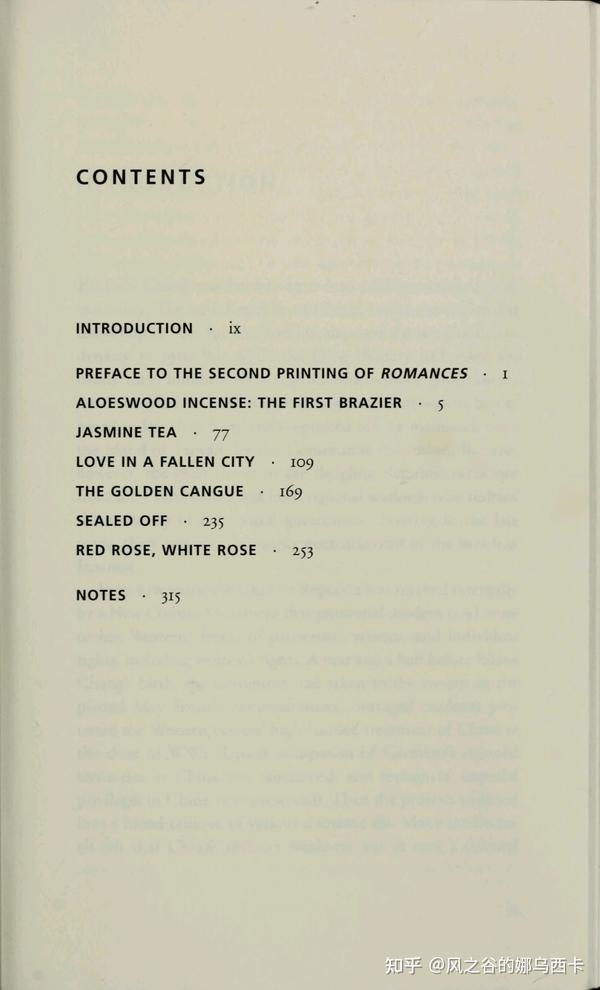 CONTENTS
INTRODUCTION · ix
PREFACE TO THE SECOND PRINTING OF ROMANCES · 1
ALOESWOOD INCENSE: THE FIRST BRAZIER · 5
JASMINE TEA · 77
LOVE IN A FALLEN CITY · 109
THE GOLDEN CANGUE · 169
SEALED OFF · 235
RED ROSE, WHITE ROSE · 253
NOTES · 315
知乎 @风之谷的娜乌西卡